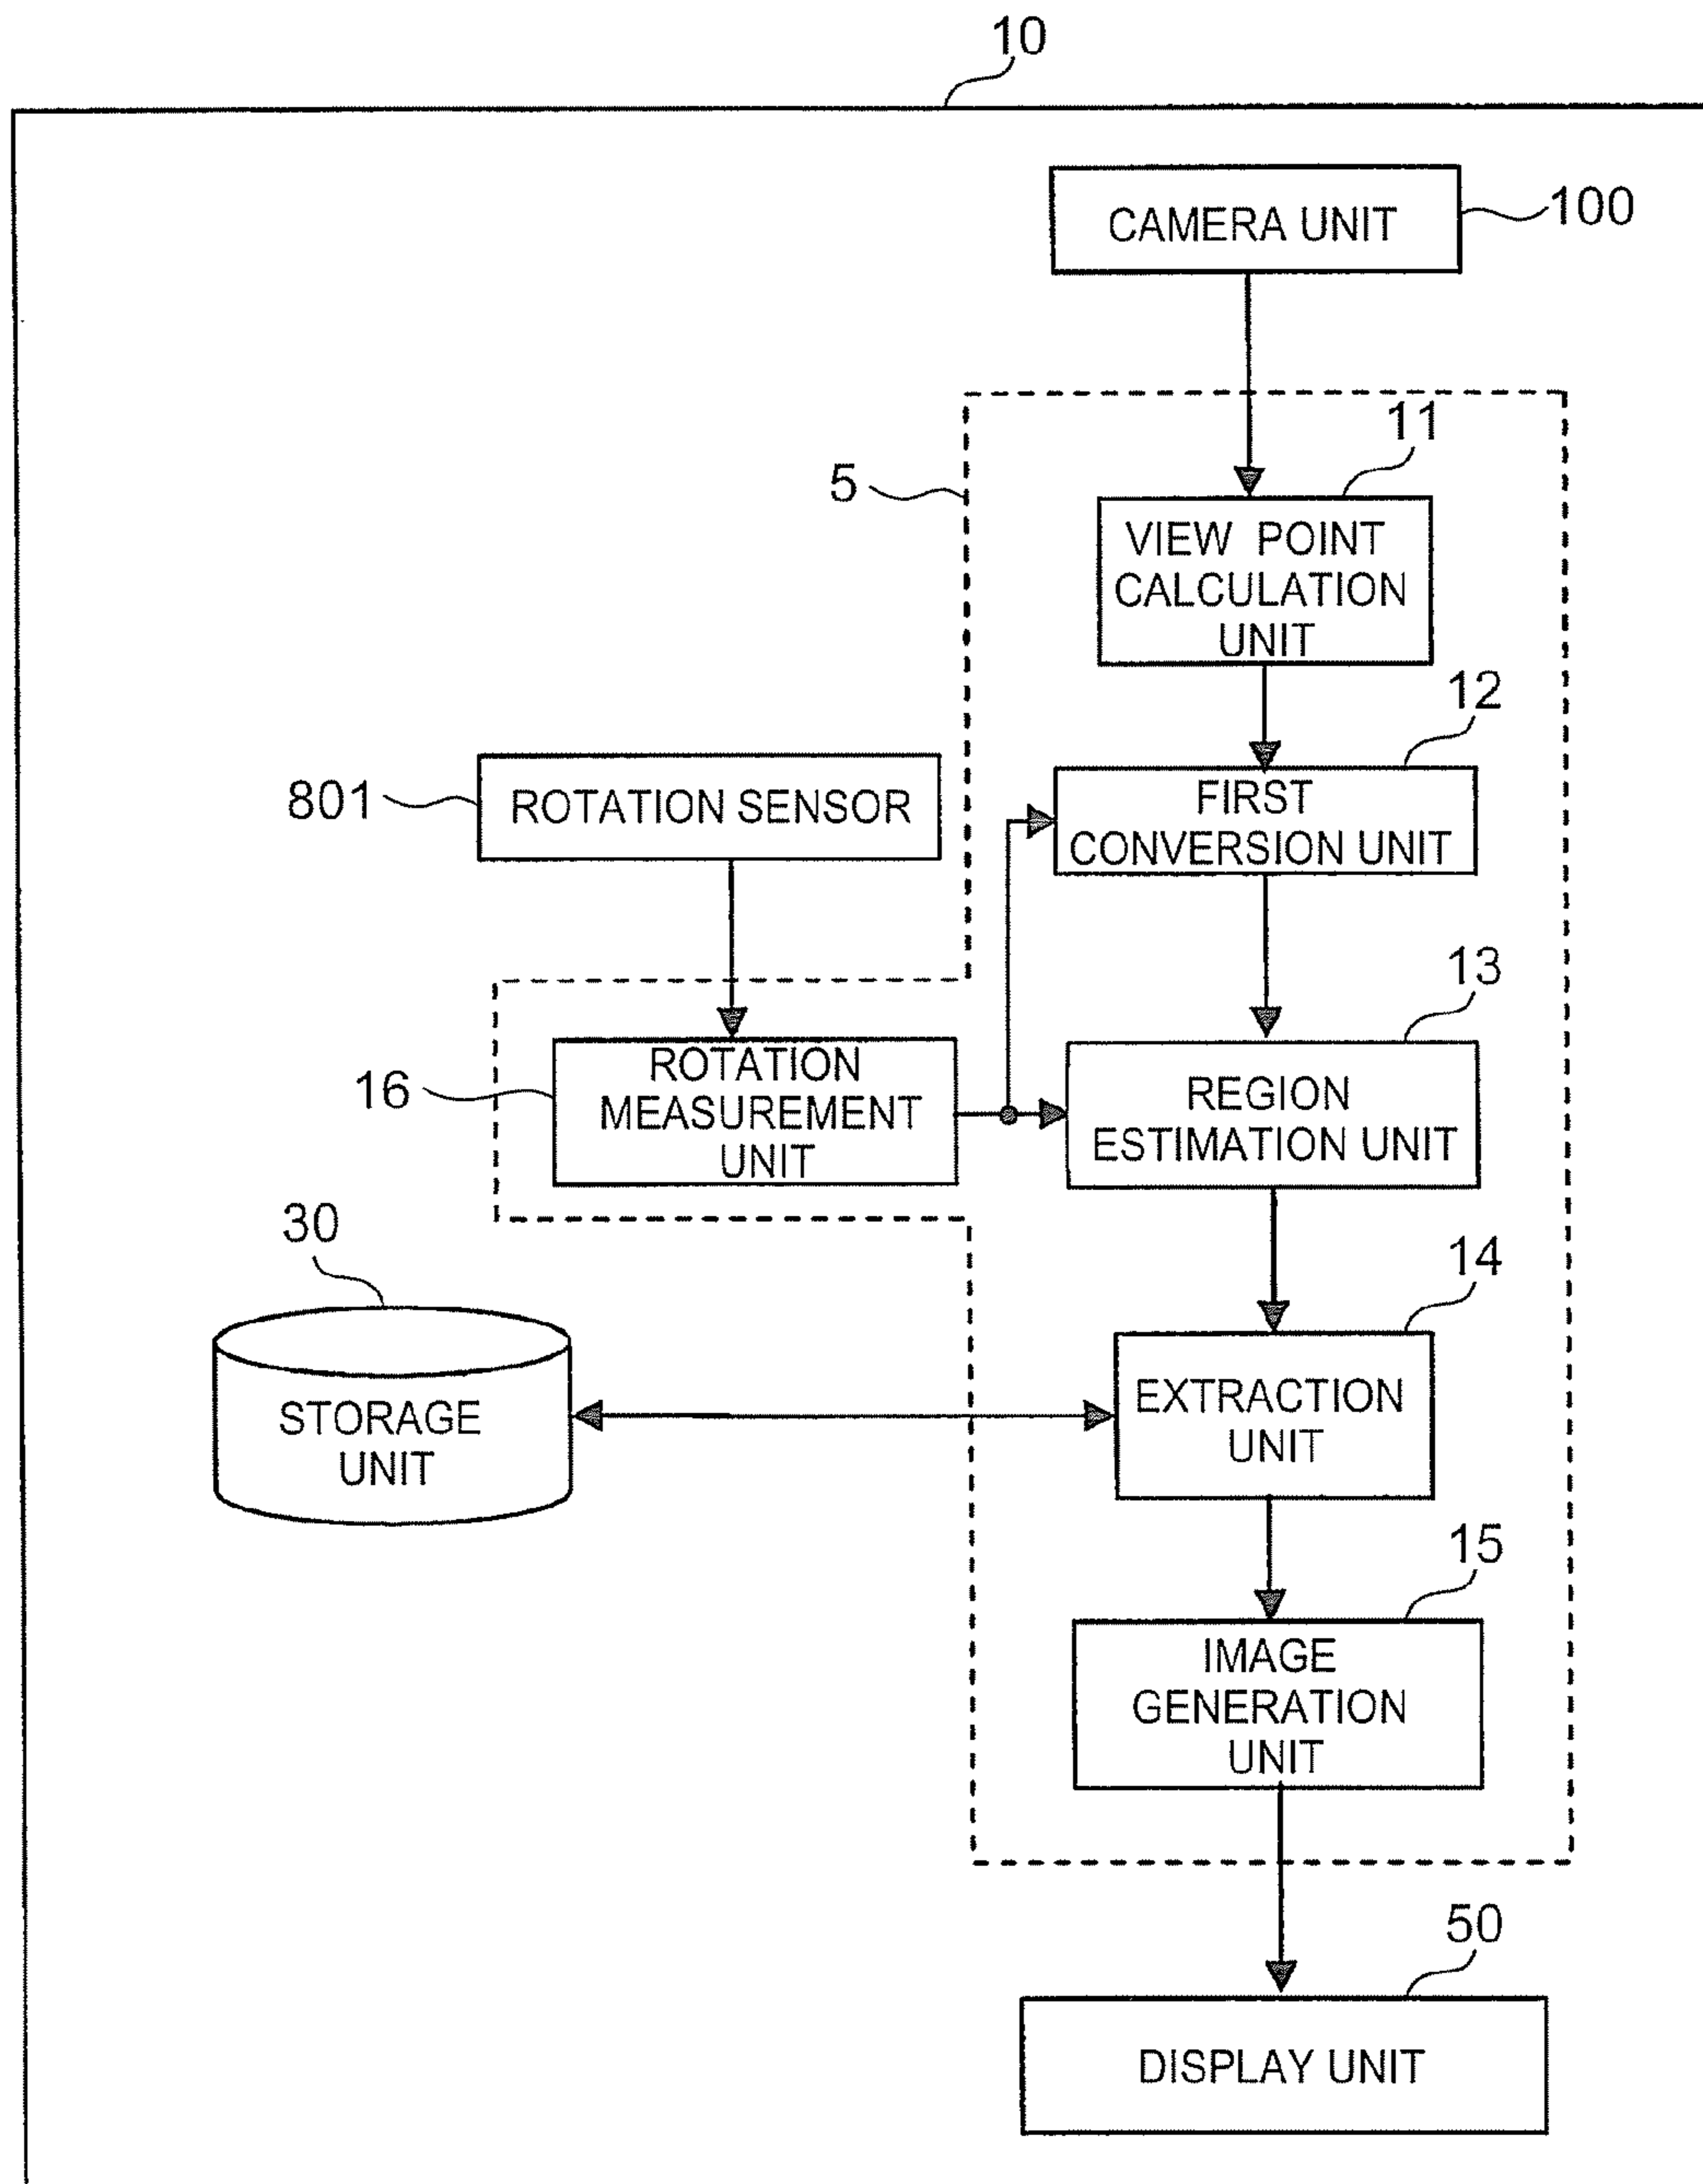 10
CAMERA UNIT
100
5
11
VIEW POINT
CALCULATION
UNIT
12
801
ROTATION SENSOR
FIRST
CONVERSION UNIT
13
16
ROTATION
MEASUREMENT
UNIT
REGION
ESTIMATION UNIT
30
14
STORAGE
UNIT
EXTRACTION
UNIT
15
IMAGE
GENERATION
UNIT
50
DISPLAY UNIT